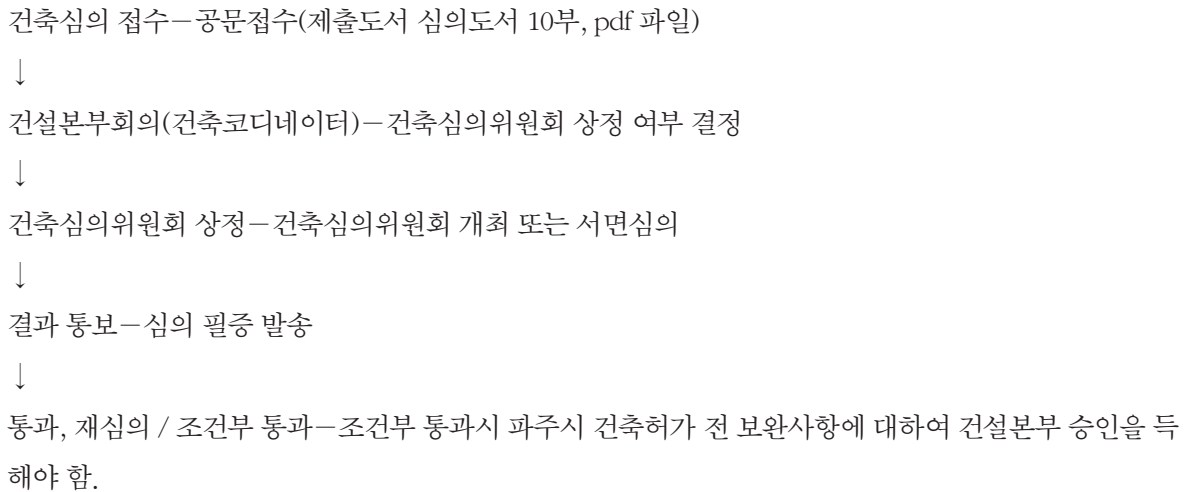 건축심의 접수－공문접수(제출도서 심의도서 10부, pdf 파일)
↓
건설본부회의(건축코디네이터)－건축심의위원회 상정 여부 결정
↓
건축심의위원회 상정－건축심의위원회 개최 또는 서면심의
↓
결과 통보－심의 필증 발송
↓
통과, 재심의 / 조건부 통과－조건부 통과시 파주시 건축허가 전 보완사항에 대하여 건설본부 승인을 득
해야 함.